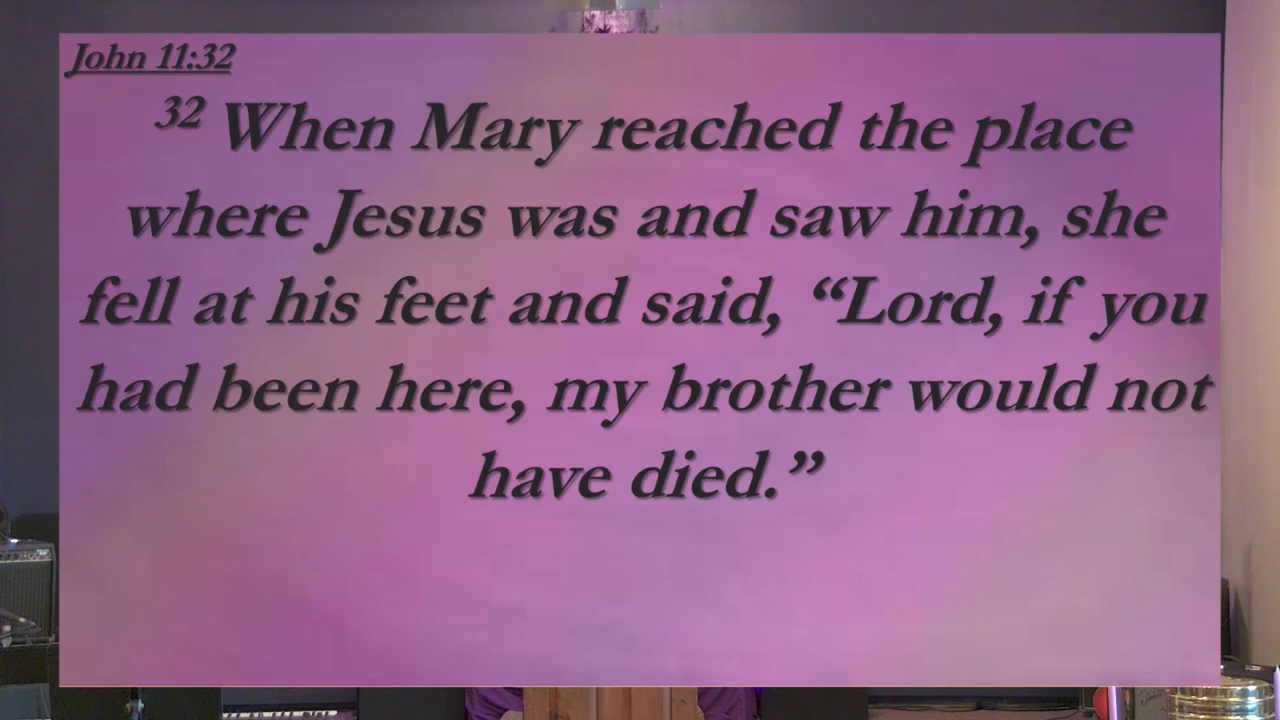 John 11:32
32 When Mary reached the place
where Jesus was and saw him, she
fell at his feet and said, “Lord, if you
had been here, my brother would not
have died.”